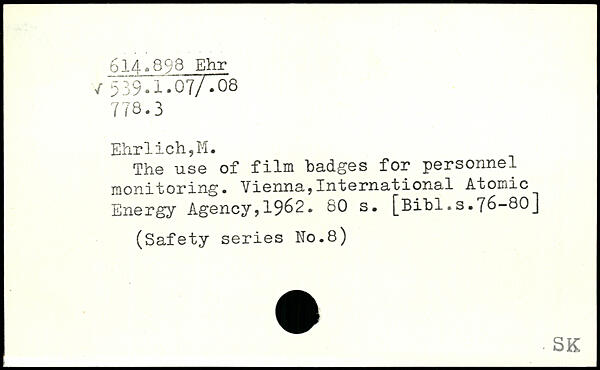 614.898 Ehr
√ 539.1.07/.08
778.3
Ehrlich,M.
The use of film badges for personnel
monitoring. Vienna,International Atomic
Energy Agency,1962. 80 s. [Bibl.s.76-80]
(Safety series No.8)
SK